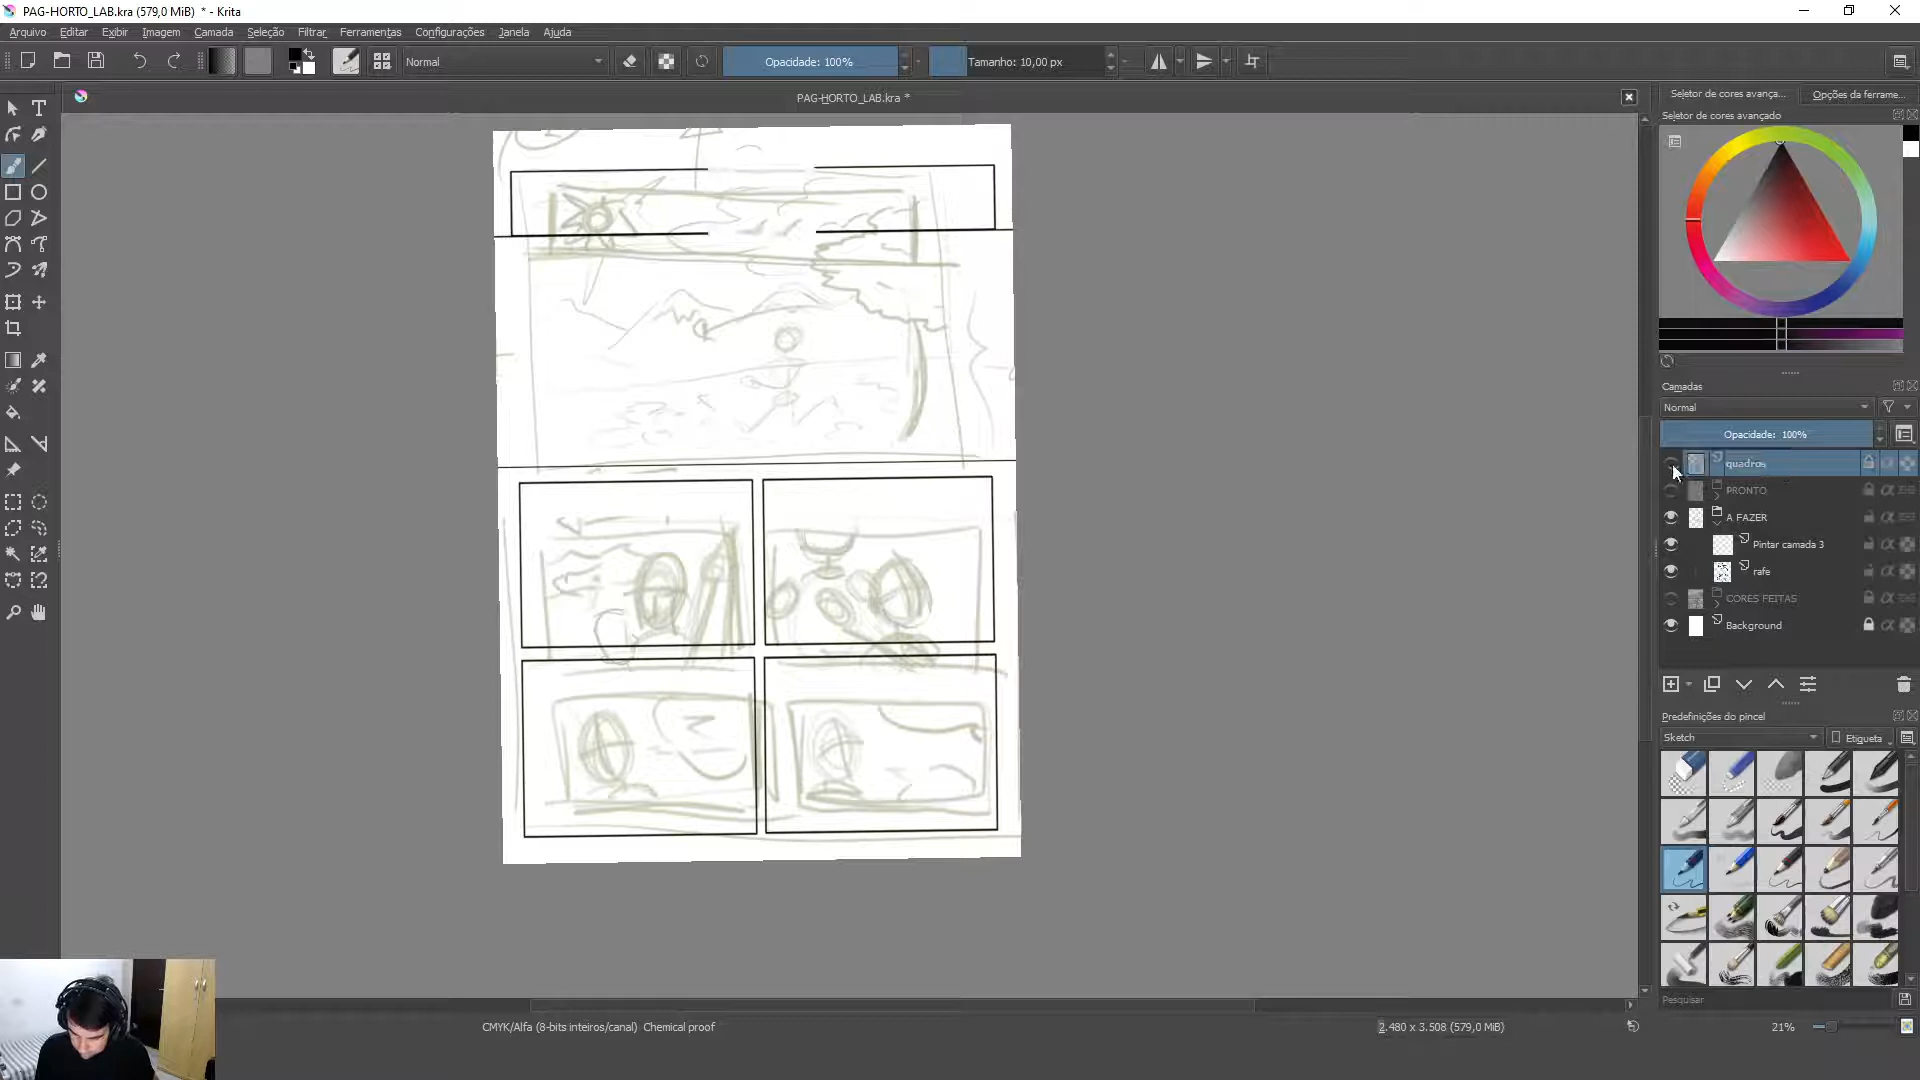 PAG-HORTO_LAB.kra (579,0 MiB) * - Krita
Arquivo Editar Exibir Imagem Camada Seleção Filtrar Ferramentas Configurações Janela Ajuda
Normal
Opacidade: 100%
Tamanho: 10,00 px
PAG-HORTO_LAB.kra *
Seletor de cores avança...
Opções da ferrame...
Seletor de cores avançado
Camadas
Normal
Opacidade: 100%
quadros
PRONTO
A FAZER
Pintar camada 3
rafe
CORES FEITAS
Background
Predefinições do pincel
Sketch
Etiqueta
Pesquisar
CMYK/Alfa (8-bits inteiros/canal) Chemical proof
2.480 x 3.508 (579,0 MiB)
21%